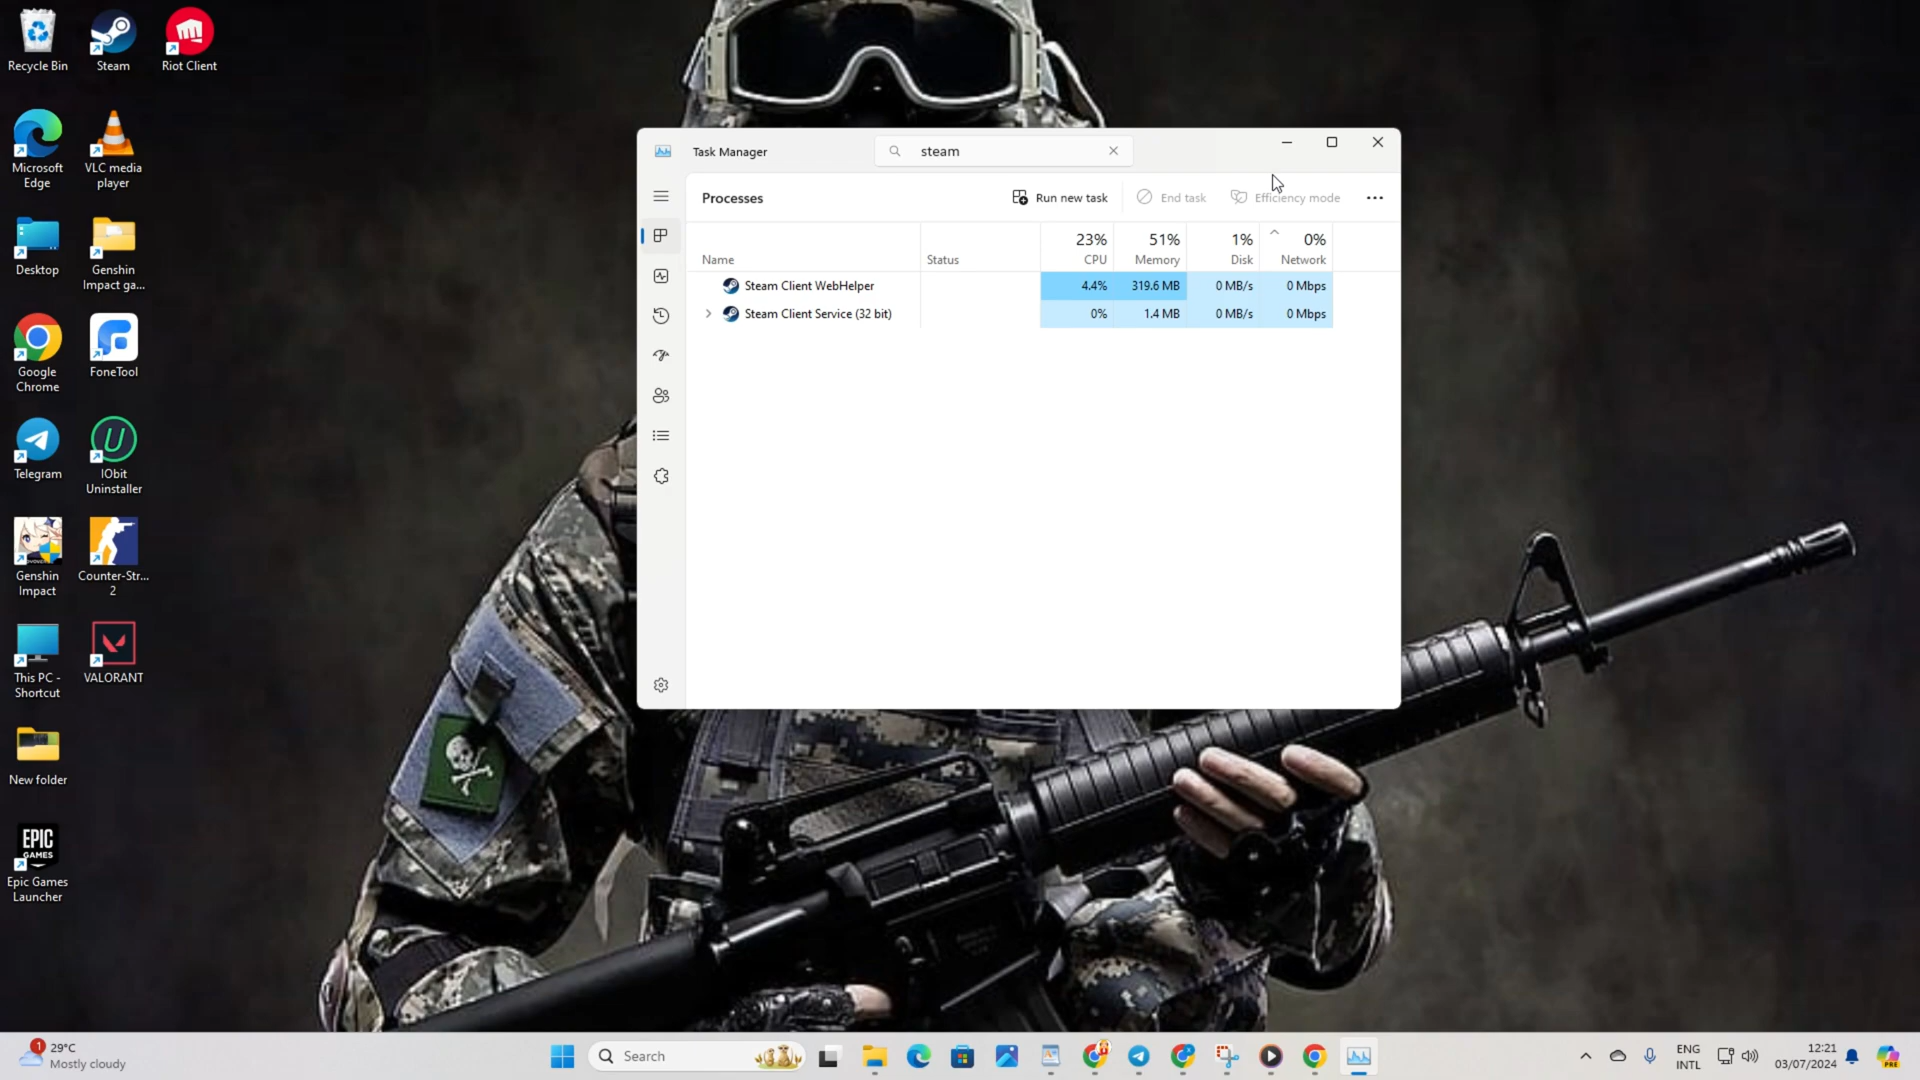 Recycle Bin
Steam
Riot Client
Microsoft
Edge
VLC media
player
Desktop
Genshin
Impact ga...
Google
Chrome
FoneTool
Telegram
IObit
Uninstaller
Genshin
Impact
Counter-Str...
2
This PC -
Shortcut
VALORANT
New folder
EPIC
GAMES
Epic Games
Launcher
Task Manager
steam
Processes
Run new task
End task
Efficiency mode
Name
Status
23%
CPU
51%
Memory
1%
Disk
0%
Network
Steam Client WebHelper
4.4%
319.6 MB
0 MB/s
0 Mbps
Steam Client Service (32 bit)
0%
1.4 MB
0 MB/s
0 Mbps
1
29°C
Mostly cloudy
Search
ENG
INTL
12:21
03/07/2024
PRE